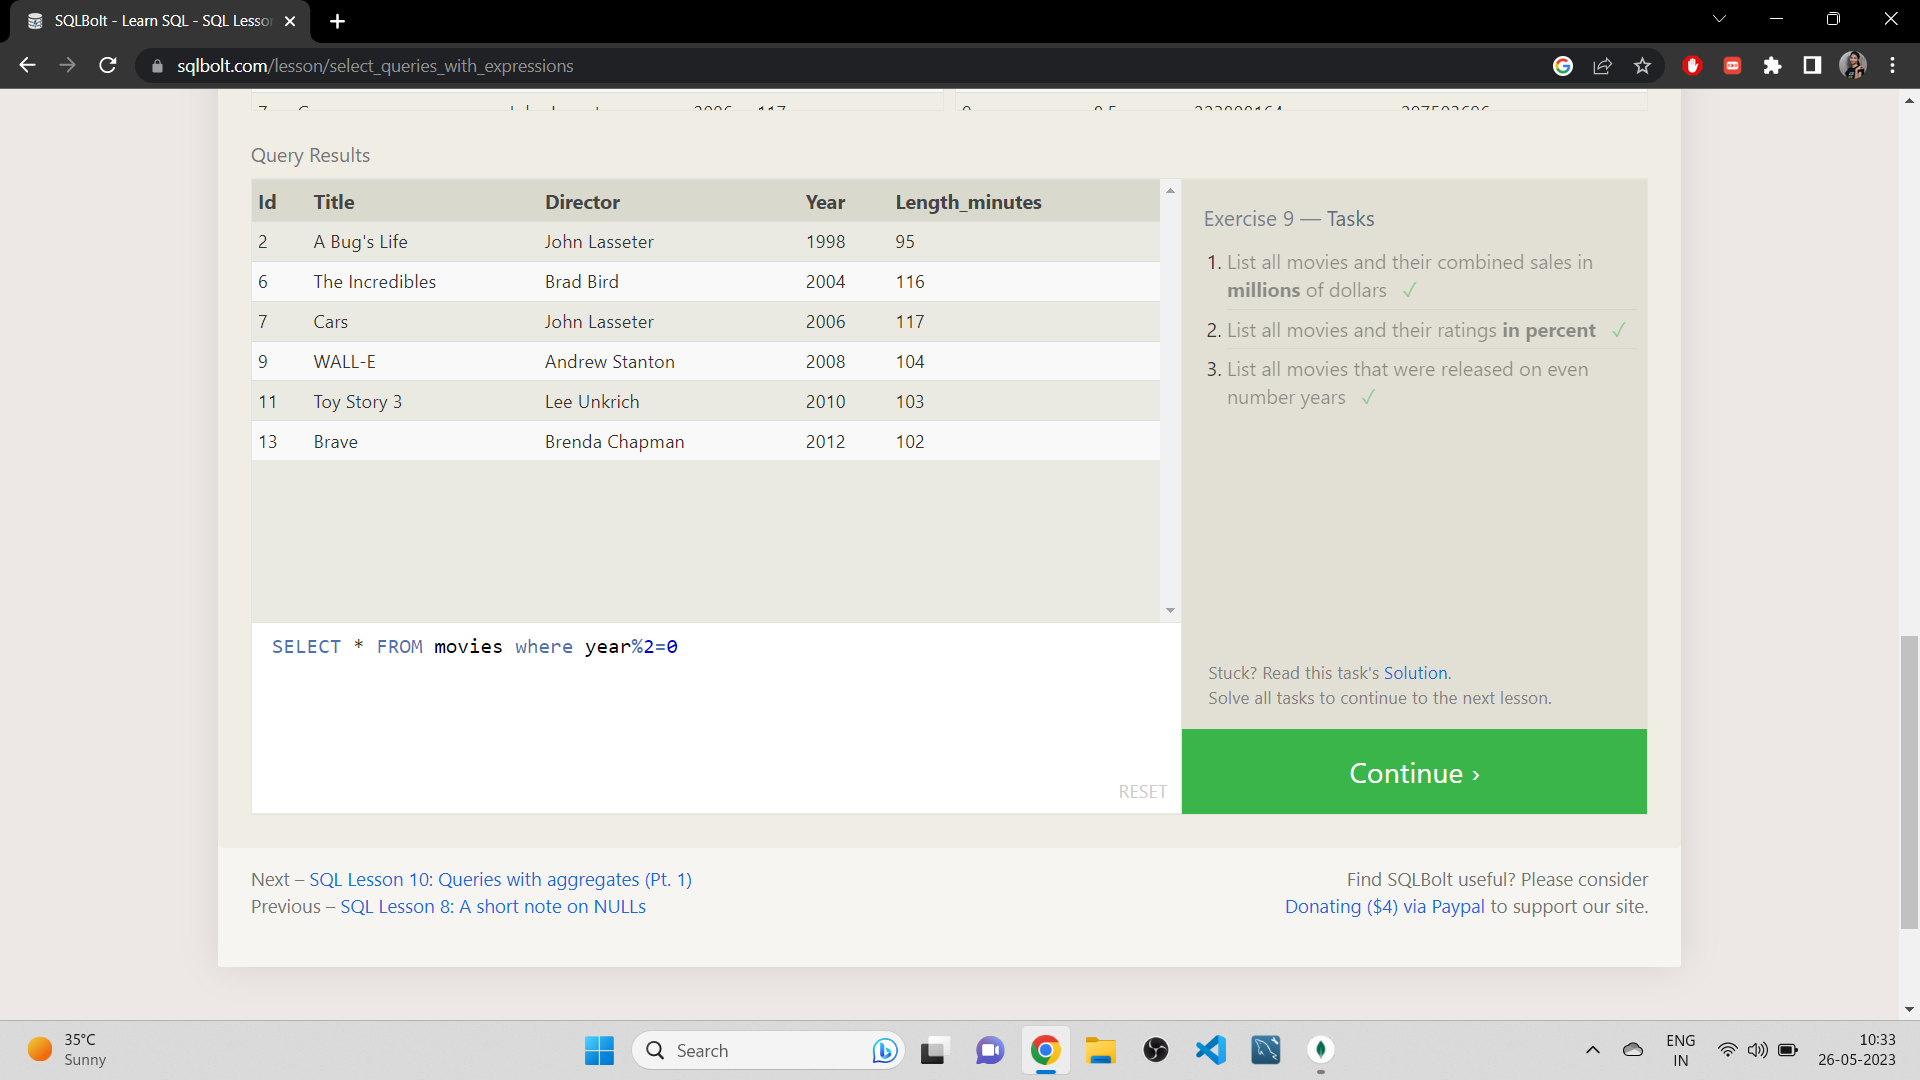 SQLBolt - Learn SQL - SQL Lesso
sqlbolt.com/lesson/select_queries_with_expressions
Query Results
Id Title Director Year Length_minutes
2 A Bug's Life John Lasseter 1998 95
6 The Incredibles Brad Bird 2004 116
7 Cars John Lasseter 2006 117
9 WALL-E Andrew Stanton 2008 104
11 Toy Story 3 Lee Unkrich 2010 103
13 Brave Brenda Chapman 2012 102
SELECT * FROM movies where year%2=0
RESET
Exercise 9 — Tasks
1. List all movies and their combined sales in
millions of dollars ✓
2. List all movies and their ratings in percent ✓
3. List all movies that were released on even
number years ✓
Stuck? Read this task's Solution.
Solve all tasks to continue to the next lesson.
Continue ›
Next – SQL Lesson 10: Queries with aggregates (Pt. 1)
Previous – SQL Lesson 8: A short note on NULLs
Find SQLBolt useful? Please consider
Donating ($4) via Paypal to support our site.
35°C
Sunny
Search
ENG
IN
10:33
26-05-2023